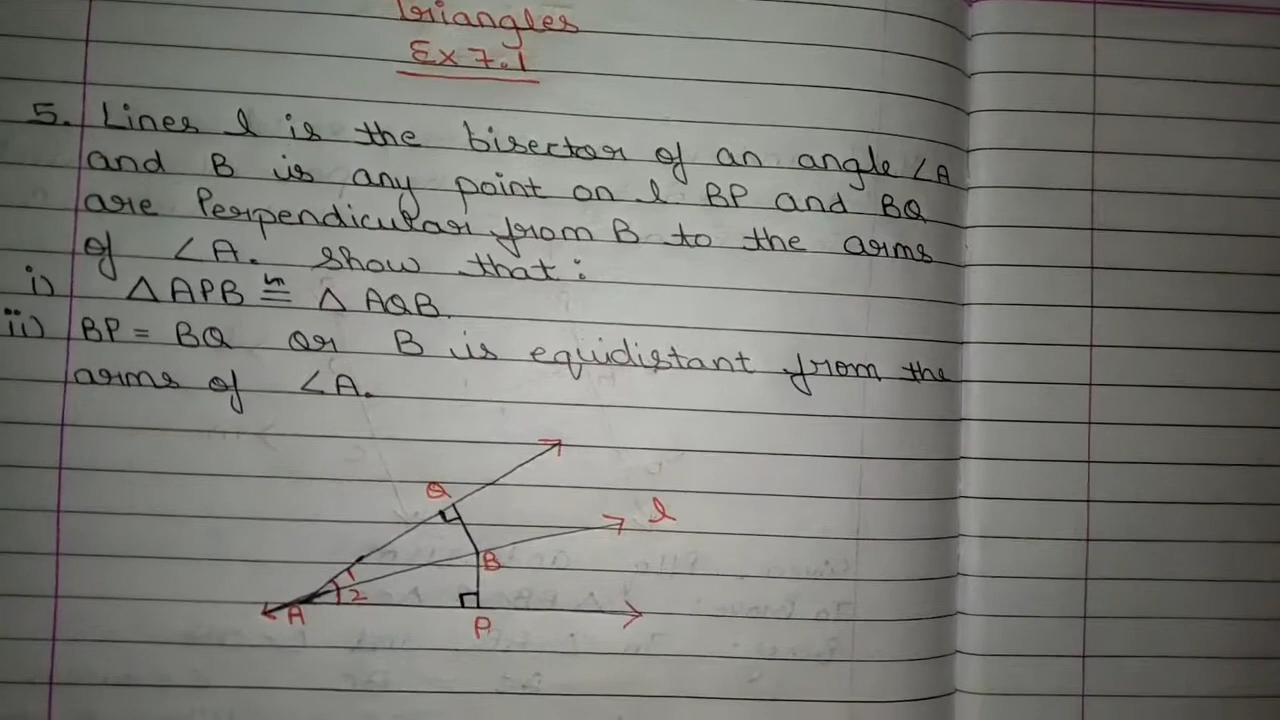 Triangles
Ex 7.1
5. Lines l is the bisector of an angle ∠A
and B is any point on l BP and BQ
are Perpendicular from B to the arms
of ∠A. show that:
i) △APB ≅ △AQB.
ii) BP = BQ or B is equidistant from the
arms of ∠A.
Q
l
B
1
2
A
P